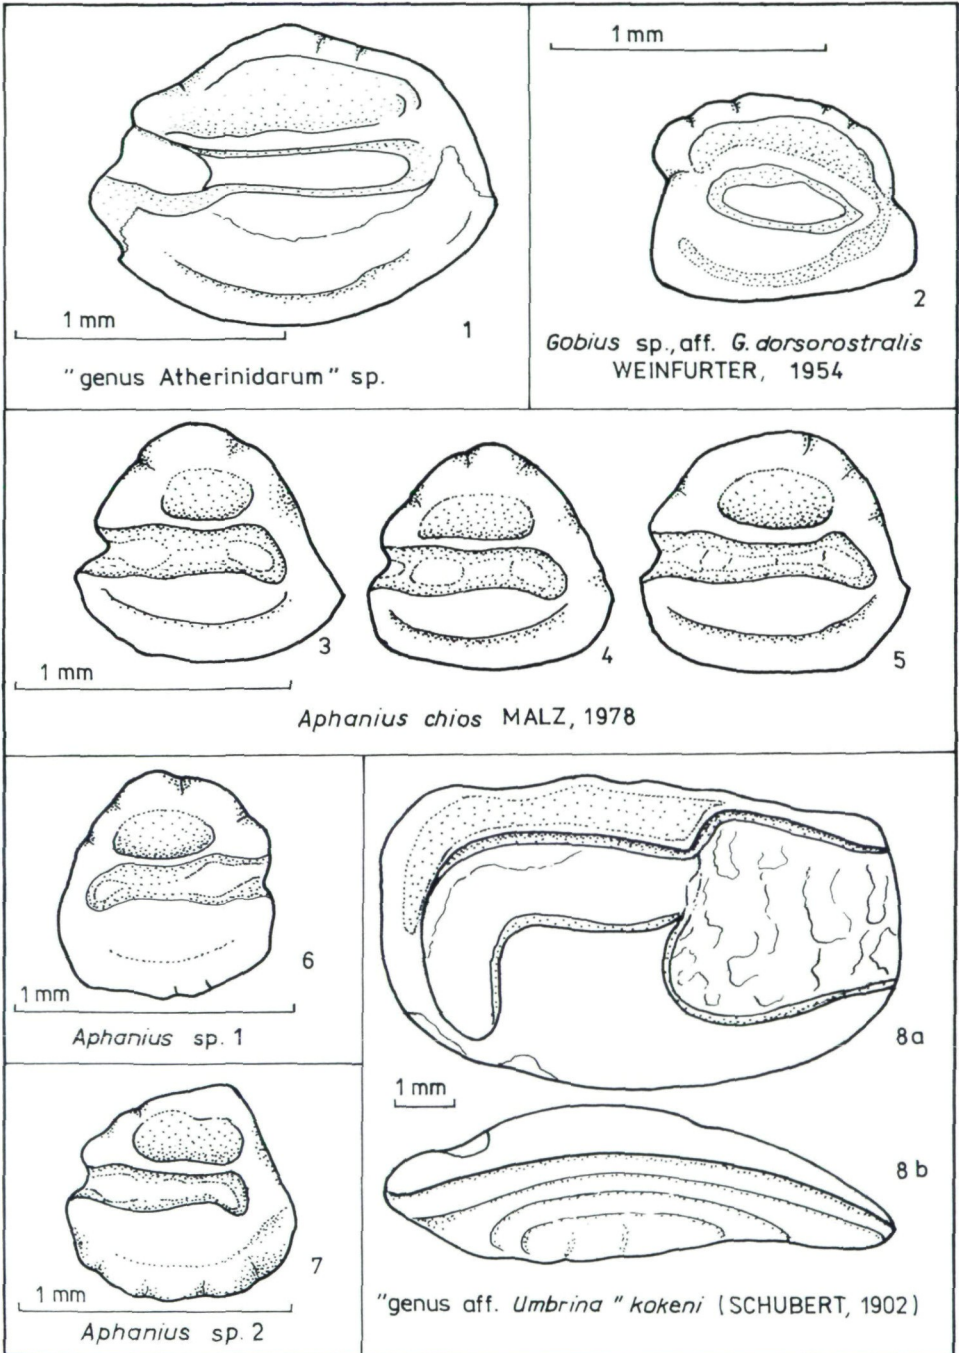 1 mm
1
"genus Atherinidarum" sp.
1 mm
2
Gobius sp., aff. G. dorsorostralis
WEINFURTER, 1954
3
4
5
1 mm
Aphanius chios MALZ, 1978
6
1 mm
Aphanius sp. 1
7
1 mm
Aphanius sp. 2
8a
1 mm
8b
"genus aff. Umbrina" kokeni (SCHUBERT, 1902)